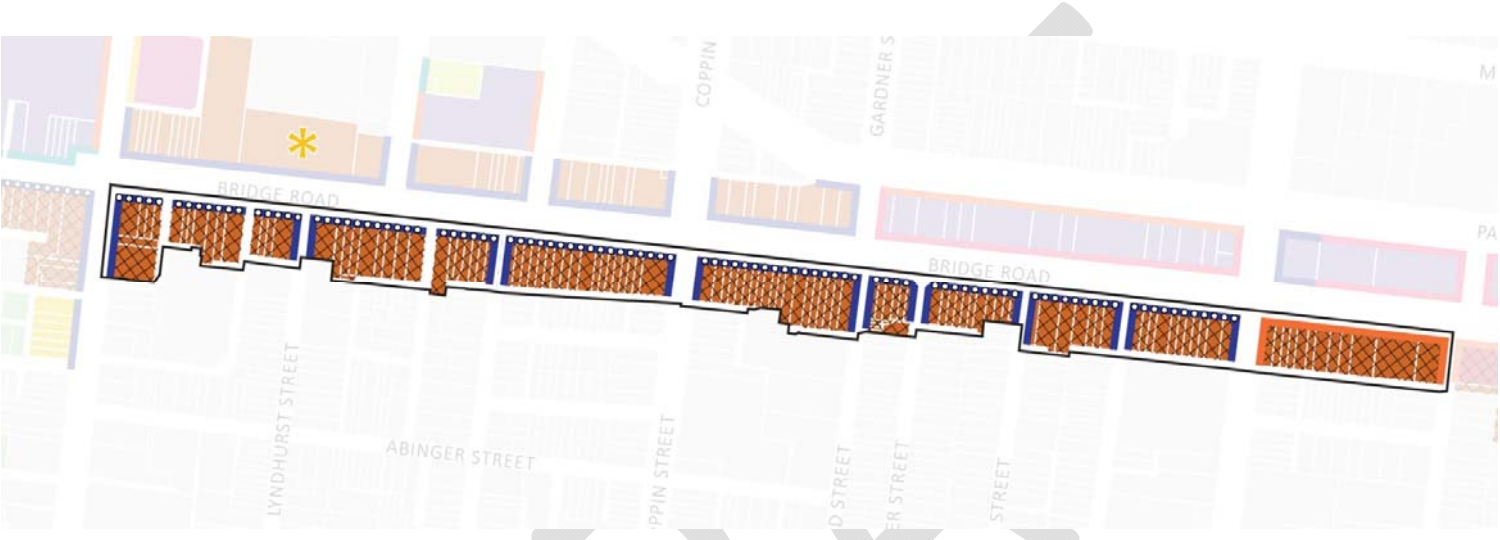 COPPIN
GARDNER S
M
BRIDGE ROAD
PA
BRIDGE ROAD
LYNDHURST STREET
ABINGER STREET
PPIN STREET
D STREET
ER STREET
STREET